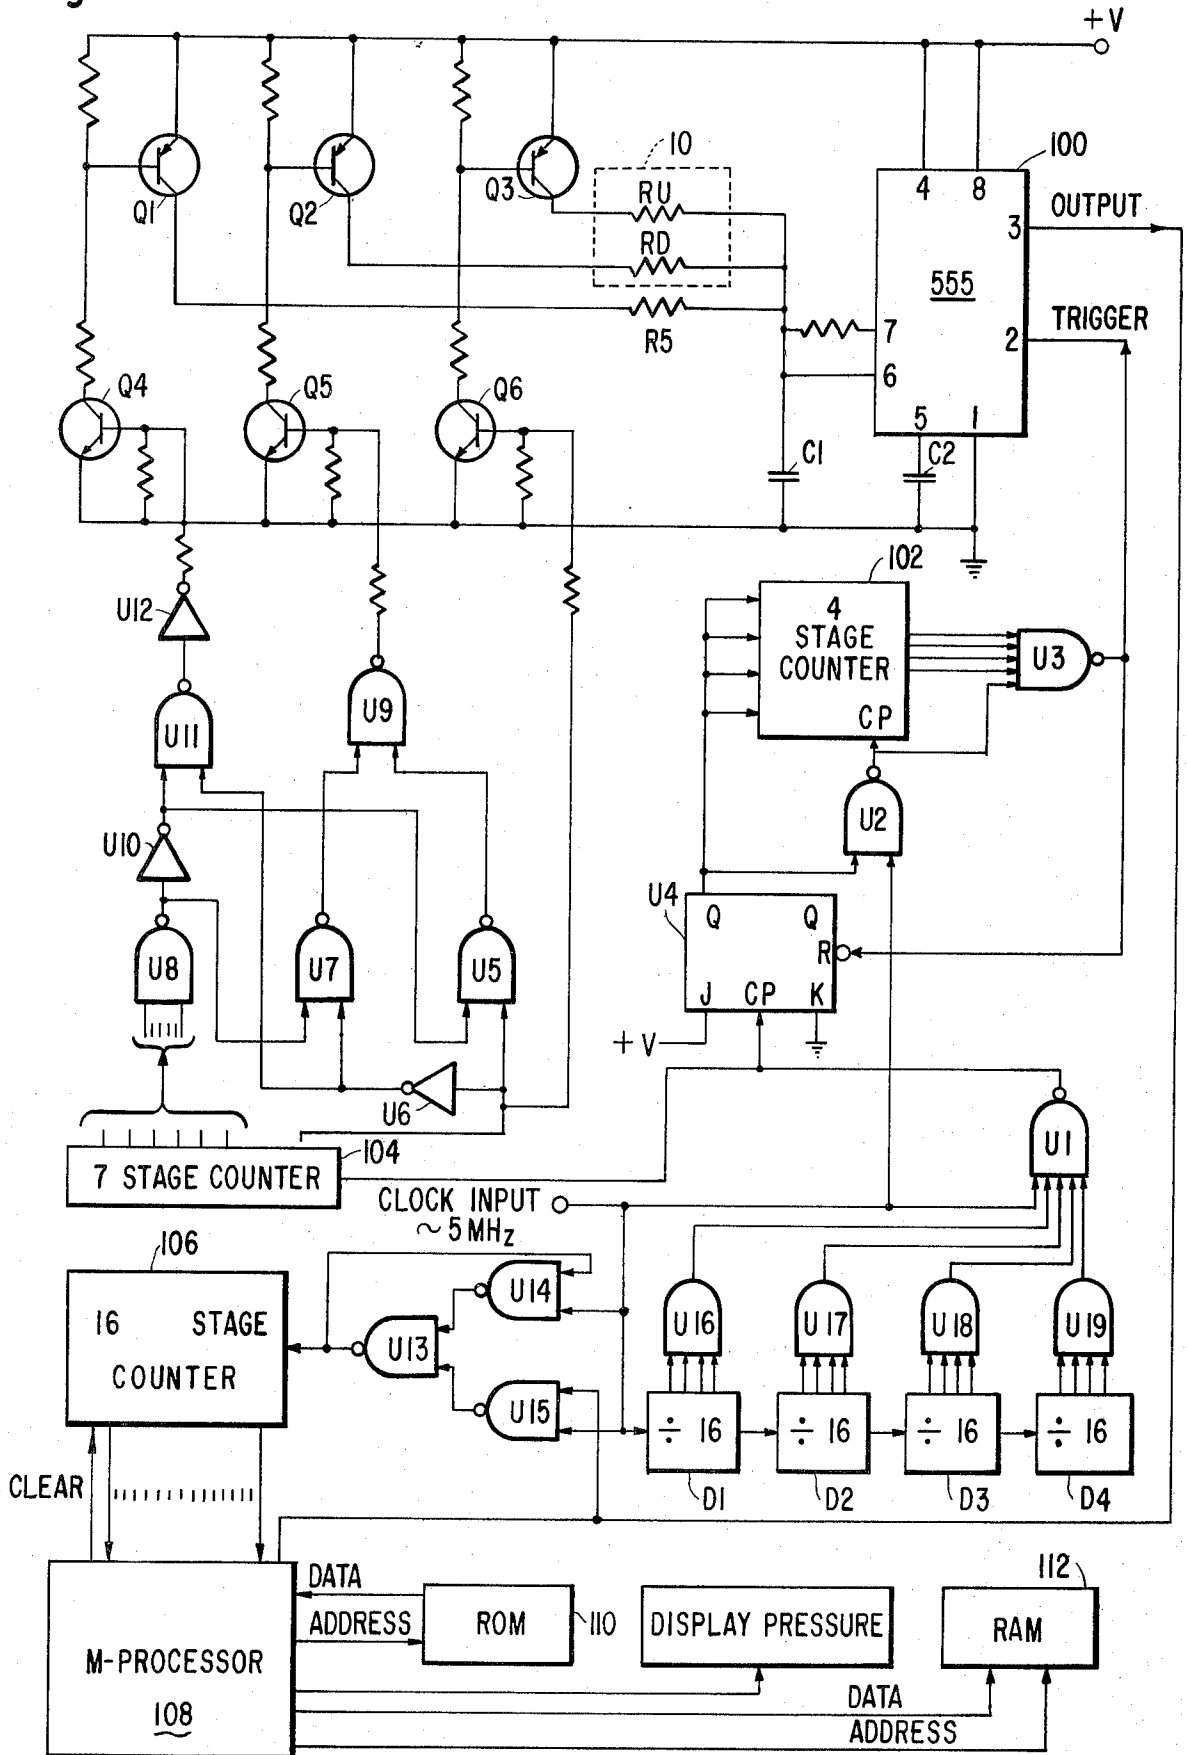 +V
10
100
Q1
Q2
Q3
RU
RD
R5
4 8
3
OUTPUT
555
7
2
TRIGGER
6
5 1
Q4
Q5
Q6
C1
C2
102
U12
4
STAGE
COUNTER
CP
U3
U11
U9
U2
U10
U4
Q Q
R
U8
U7
U5
J CP K
+V
U6
U1
104
7 STAGE COUNTER
CLOCK INPUT
~ 5 MHz
106
16 STAGE
COUNTER
U14
U13
U15
U16
U17
U18
U19
÷ 16
÷ 16
÷ 16
÷ 16
D1
D2
D3
D4
CLEAR
DATA
ADDRESS
ROM
110
DISPLAY PRESSURE
112
RAM
M-PROCESSOR
108
DATA
ADDRESS